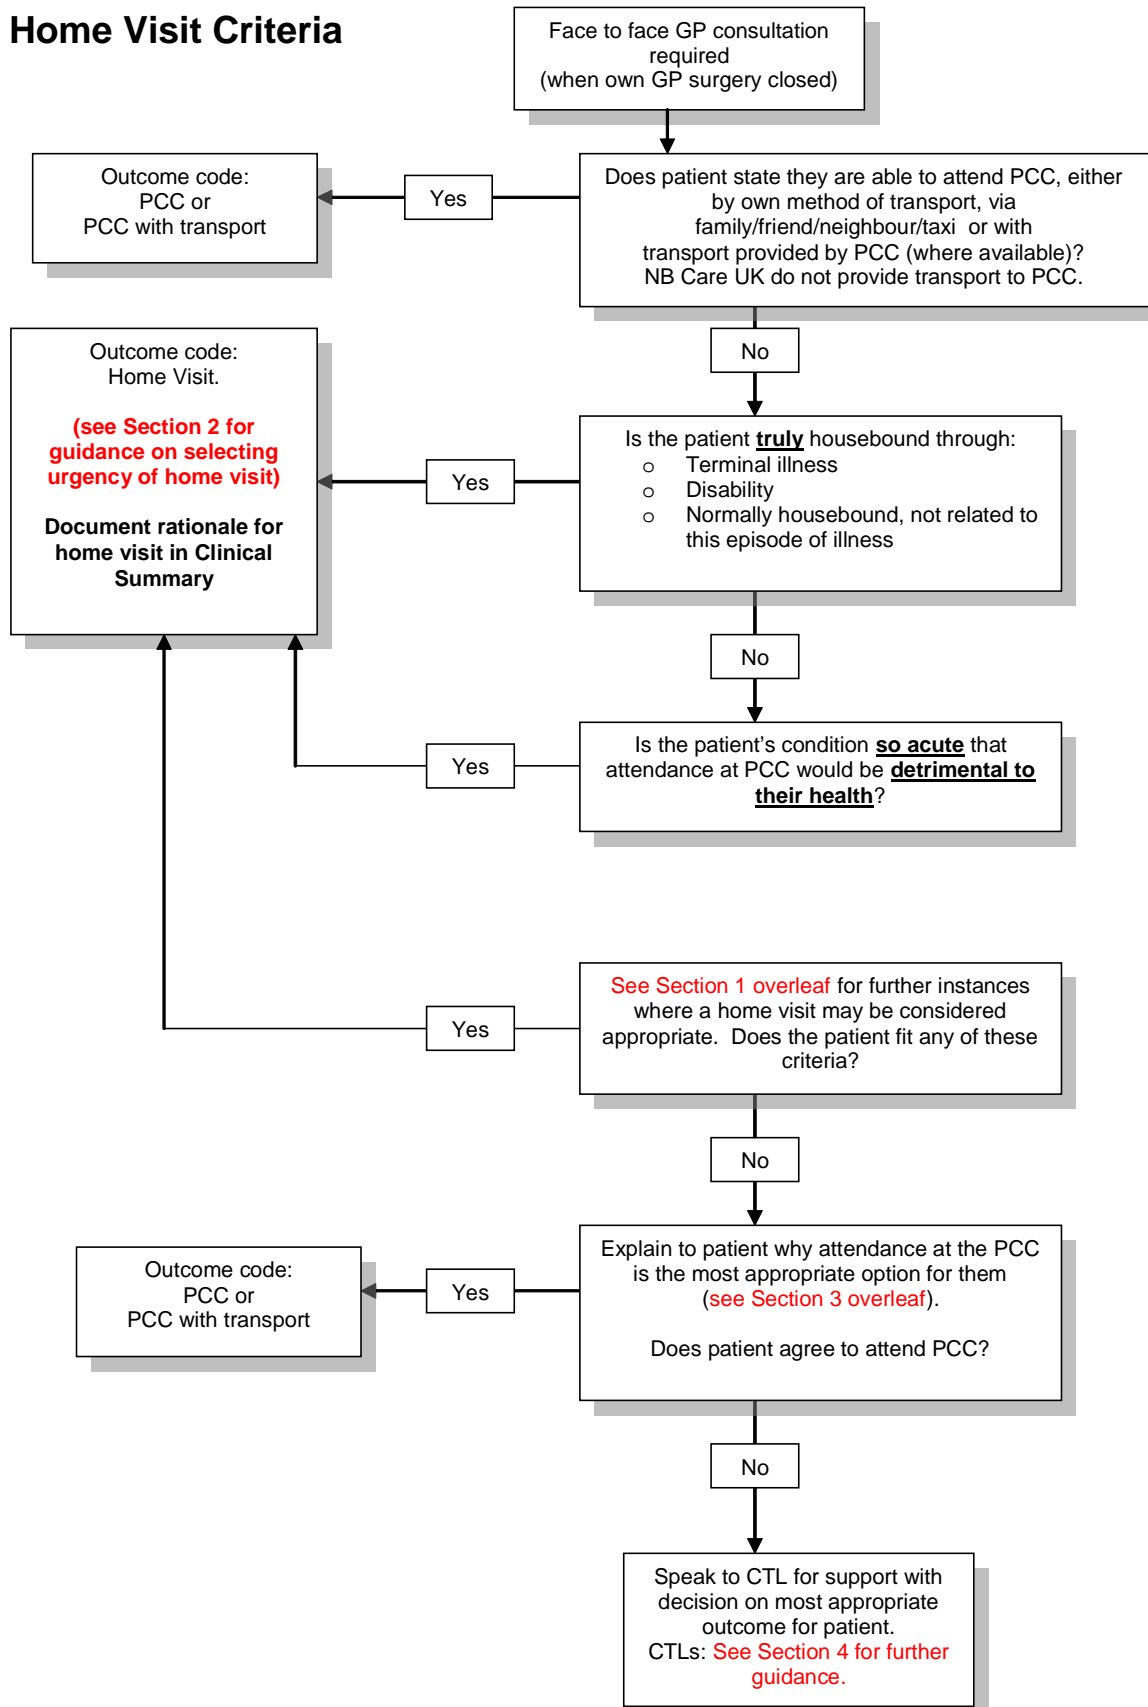 Home Visit Criteria
Face to face GP consultation
required
(when own GP surgery closed)
Outcome code:
PCC or
PCC with transport
Yes
Does patient state they are able to attend PCC, either
by own method of transport, via
family/friend/neighbour/taxi or with
transport provided by PCC (where available)?
NB Care UK do not provide transport to PCC.
No
Outcome code:
Home Visit.
(see Section 2 for
guidance on selecting
urgency of home visit)
Document rationale for
home visit in Clinical
Summary
Yes
Is the patient truly housebound through:
o Terminal illness
o Disability
o Normally housebound, not related to
this episode of illness
No
Yes
Is the patient’s condition so acute that
attendance at PCC would be detrimental to
their health?
Yes
See Section 1 overleaf for further instances
where a home visit may be considered
appropriate. Does the patient fit any of these
criteria?
No
Outcome code:
PCC or
PCC with transport
Yes
Explain to patient why attendance at the PCC
is the most appropriate option for them
(see Section 3 overleaf).
Does patient agree to attend PCC?
No
Speak to CTL for support with
decision on most appropriate
outcome for patient.
CTLs: See Section 4 for further
guidance.